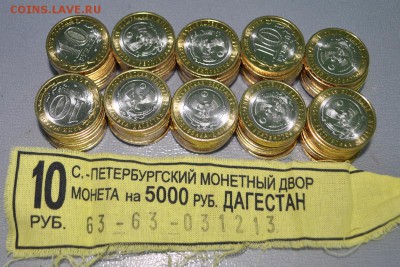 COINS.LAVE.RU
10 С.-ПЕТЕРБУРГСКИЙ МОНЕТНЫЙ ДВОР
РУБ. МОНЕТА на 5000 РУБ. ДАГЕСТАН
63-63-031213